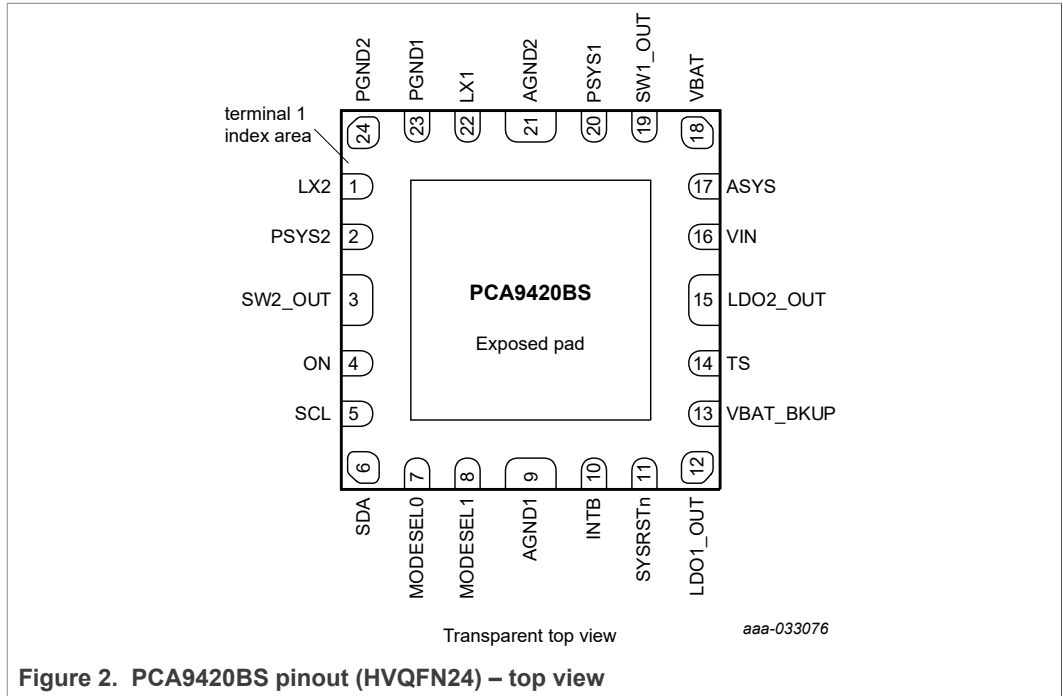 PGND2
PGND1
LX1
AGND2
PSYS1
SW1_OUT
VBAT
terminal 1
index area
24
23
22
21
20
19
18
LX2 1
17 ASYS
PSYS2 2
16 VIN
SW2_OUT 3
PCA9420BS
15 LDO2_OUT
Exposed pad
ON 4
14 TS
SCL 5
13 VBAT_BKUP
6
7
8
9
10
11
12
SDA
MODESEL0
MODESEL1
AGND1
INTB
SYSRSTn
LDO1_OUT
Transparent top view
aaa-033076
Figure 2. PCA9420BS pinout (HVQFN24) – top view